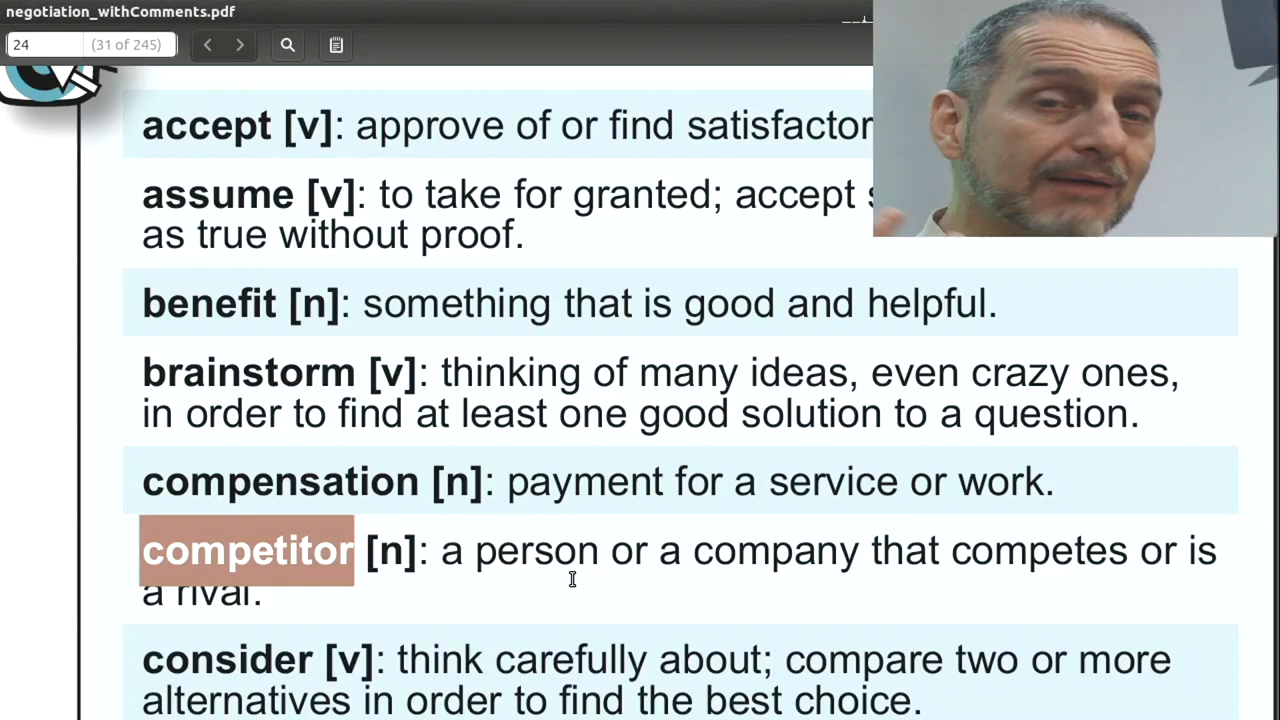 negotiation_withComments.pdf
24 (31 of 245)
accept [v]: approve of or find satisfactor
assume [v]: to take for granted; accept
as true without proof.
benefit [n]: something that is good and helpful.
brainstorm [v]: thinking of many ideas, even crazy ones,
in order to find at least one good solution to a question.
compensation [n]: payment for a service or work.
competitor [n]: a person or a company that competes or is
a rival.
consider [v]: think carefully about; compare two or more
alternatives in order to find the best choice.